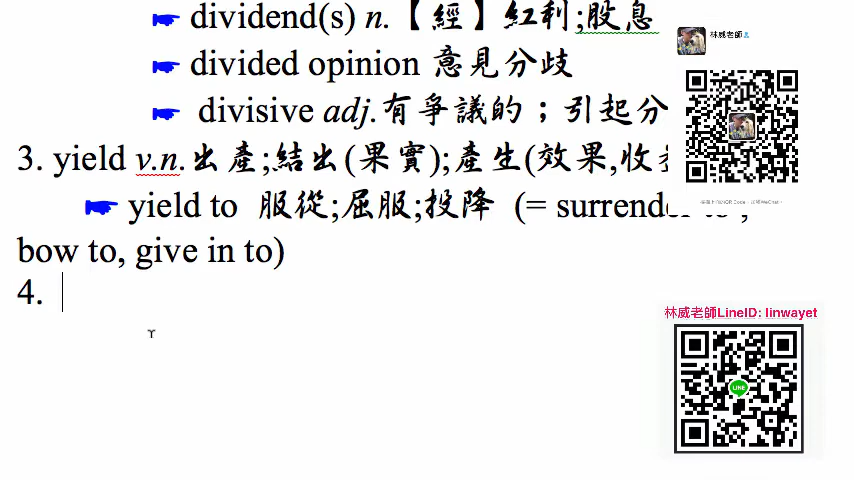 ☛ dividend(s) n.【經】紅利;股息
☛ divided opinion 意見分歧
☛ divisive adj.有爭議的；引起分
3. yield v.n.出產;結出(果實);產生(效果,收
☛ yield to 服從;屈服;投降 (= surrender to ,
bow to, give in to)
4.
林威老師
林威老師LineID: linwayet
LINE